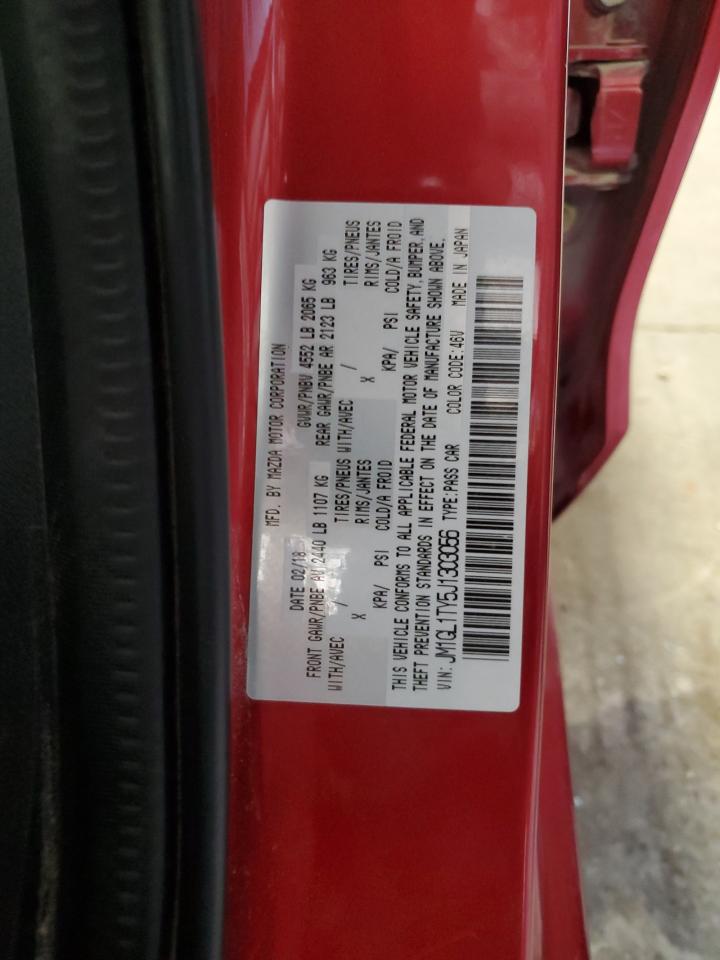 MFD. BY MAZDA MOTOR CORPORATION
DATE 02/18 GVWR/PNBV 4552 LB 2065 KG
FRONT GAWR/PNBE AV 2440 LB 1107 KG REAR GAWR/PNBE AR 2123 LB 963 KG
WITH/AVEC / TIRES/PNEUS WITH/AVEC / TIRES/PNEUS
X RIMS/JANTES X RIMS/JANTES
KPA/ PSI COLD/A FROID KPA/ PSI COLD/A FROID
THIS VEHICLE CONFORMS TO ALL APPLICABLE FEDERAL MOTOR VEHICLE SAFETY, BUMPER, AND
THEFT PREVENTION STANDARDS IN EFFECT ON THE DATE OF MANUFACTURE SHOWN ABOVE.
VIN: JM1GL1TY5J1303056 TYPE:PASS CAR COLOR CODE:46V MADE IN JAPAN